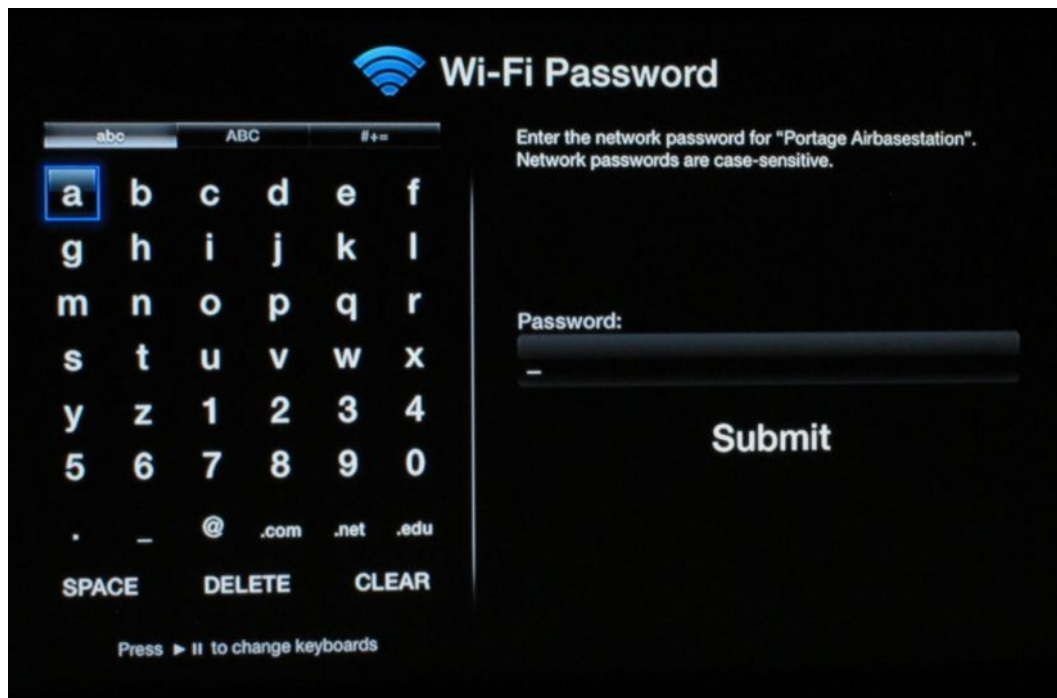 Wi-Fi Password
abc ABC #+=
a b c d e f
g h i j k l
m n o p q r
s t u v w x
y z 1 2 3 4
5 6 7 8 9 0
. _ @ .com .net .edu
SPACE DELETE CLEAR
Press ►II to change keyboards
Enter the network password for "Portage Airbasestation".
Network passwords are case-sensitive.
Password:
_
Submit